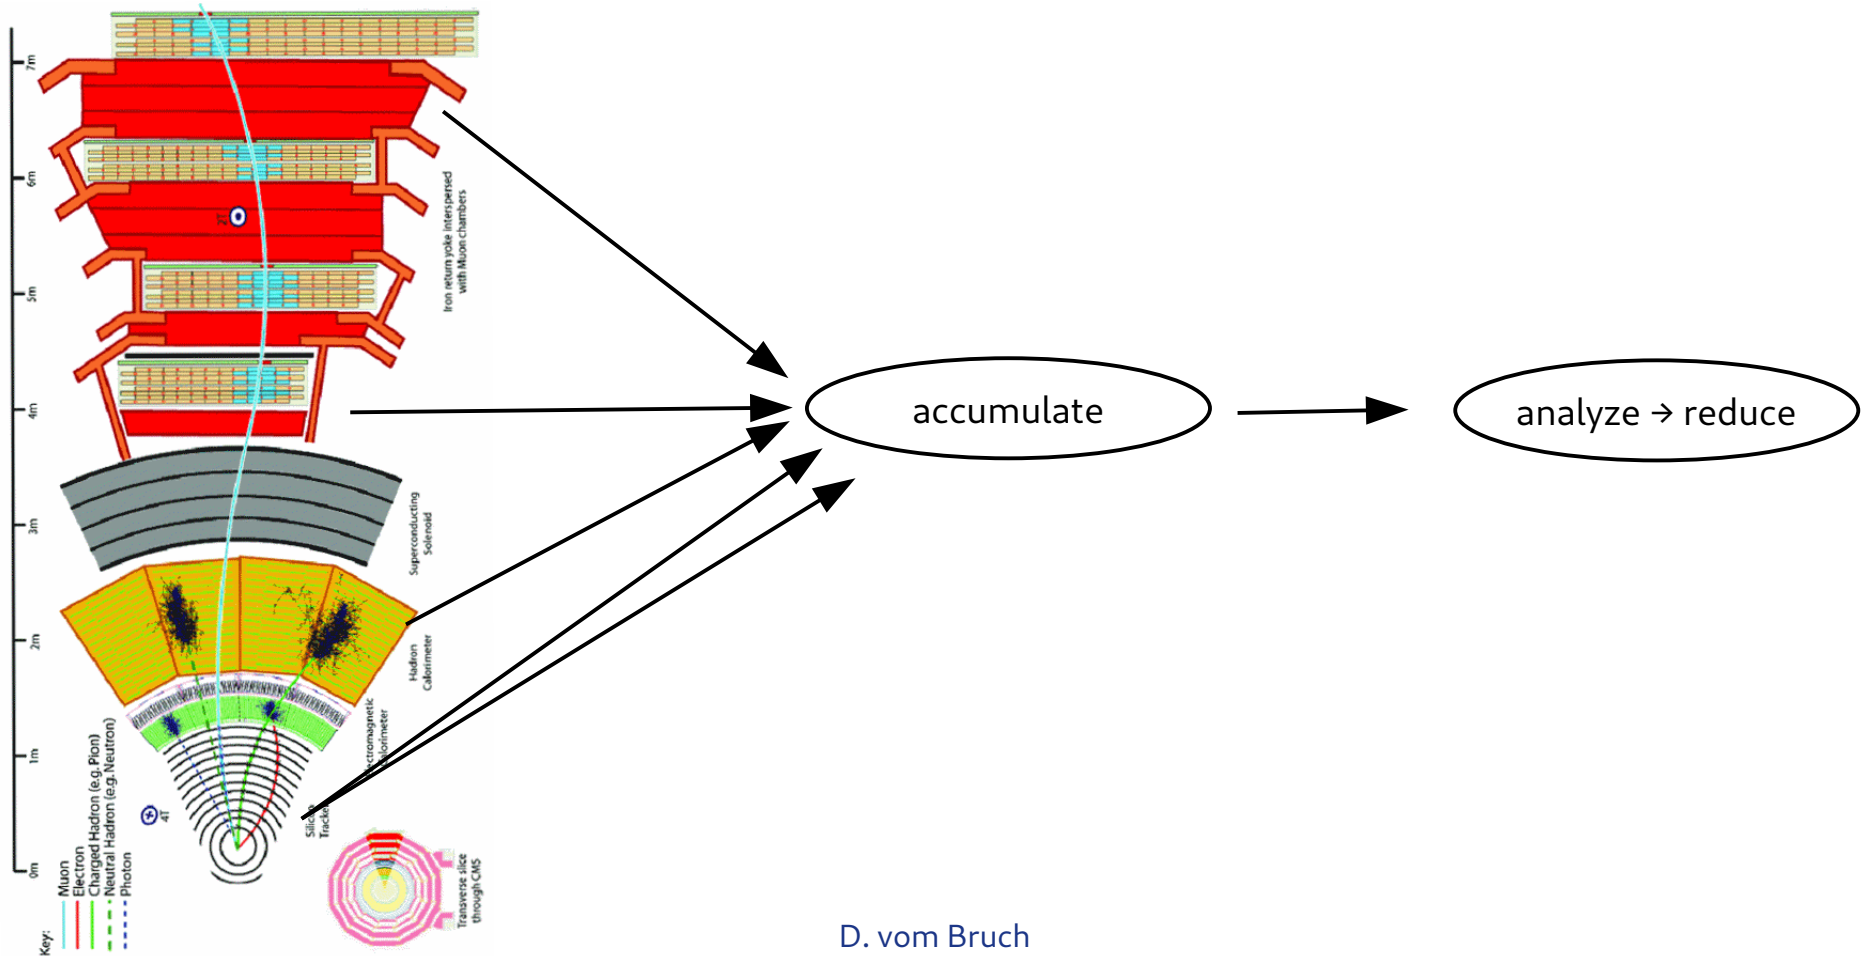 7m
6m
5m
4m
3m
2m
1m
0m
2T
4T
Iron return yoke interspersed
with Muon chambers
Superconducting
Solenoid
Hadron
Calorimeter
Calorimeter
Silicon
Tracker
Transverse slice
through CMS
Key:
Muon
Electron
Charged Hadron (e.g. Pion)
Neutral Hadron (e.g. Neutron)
Photon
accumulate
analyze → reduce
D. vom Bruch